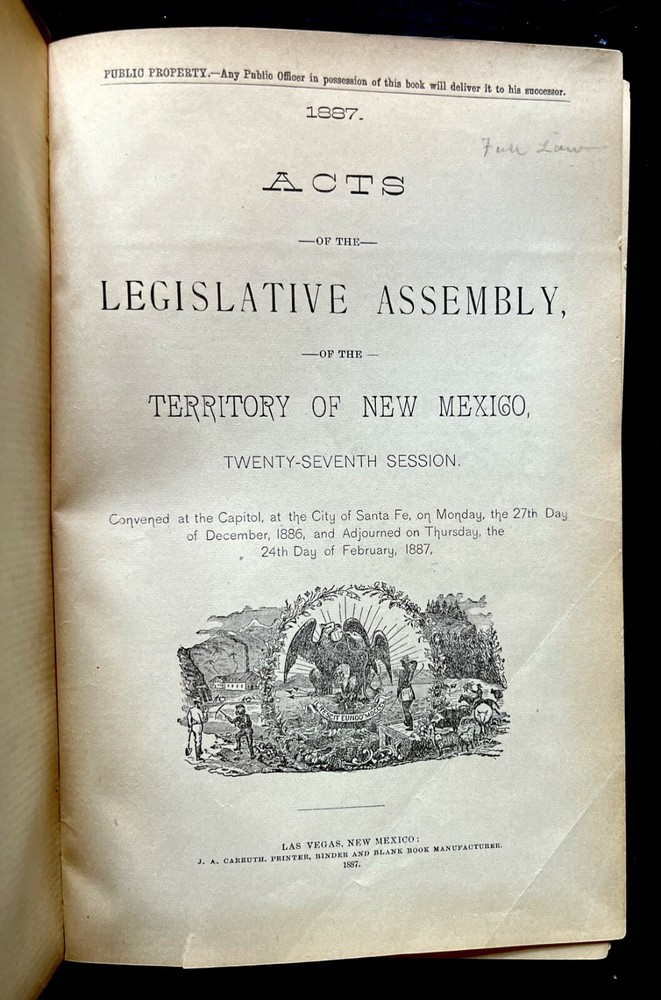 PUBLIC PROPERTY.—Any Public Officer in possession of this book will deliver it to his successor.
1887.
Law
ACTS
—OF THE—
LEGISLATIVE ASSEMBLY,
—OF THE—
TERRITORY OF NEW MEXICO,
TWENTY-SEVENTH SESSION.
Convened at the Capitol, at the City of Santa Fe, on Monday, the 27th Day
of December, 1886, and Adjourned on Thursday, the
24th Day of February, 1887.
EUNDO
LAS VEGAS, NEW MEXICO:
J. A. CARRUTH, PRINTER, BINDER AND BLANK BOOK MANUFACTURER.
1887.